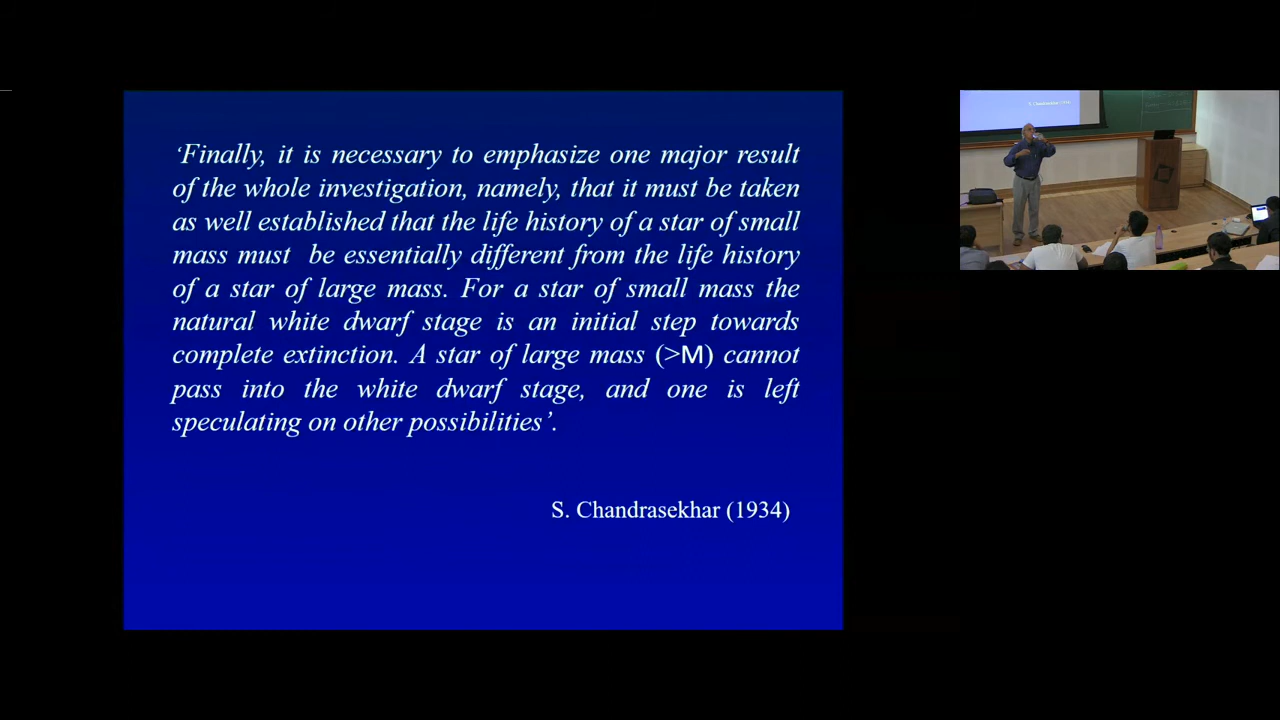 ‘Finally, it is necessary to emphasize one major result
of the whole investigation, namely, that it must be taken
as well established that the life history of a star of small
mass must be essentially different from the life history
of a star of large mass. For a star of small mass the
natural white dwarf stage is an initial step towards
complete extinction. A star of large mass (>M) cannot
pass into the white dwarf stage, and one is left
speculating on other possibilities’.
S. Chandrasekhar (1934)
S. Chandrasekhar (1934)